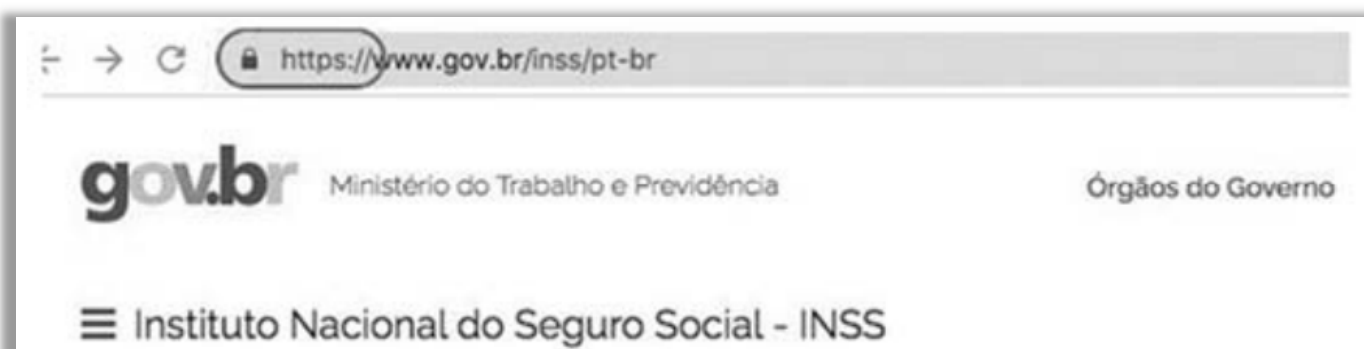 https://www.gov.br/inss/pt-br
gov.br Ministério do Trabalho e Previdência Órgãos do Governo
Instituto Nacional do Seguro Social - INSS